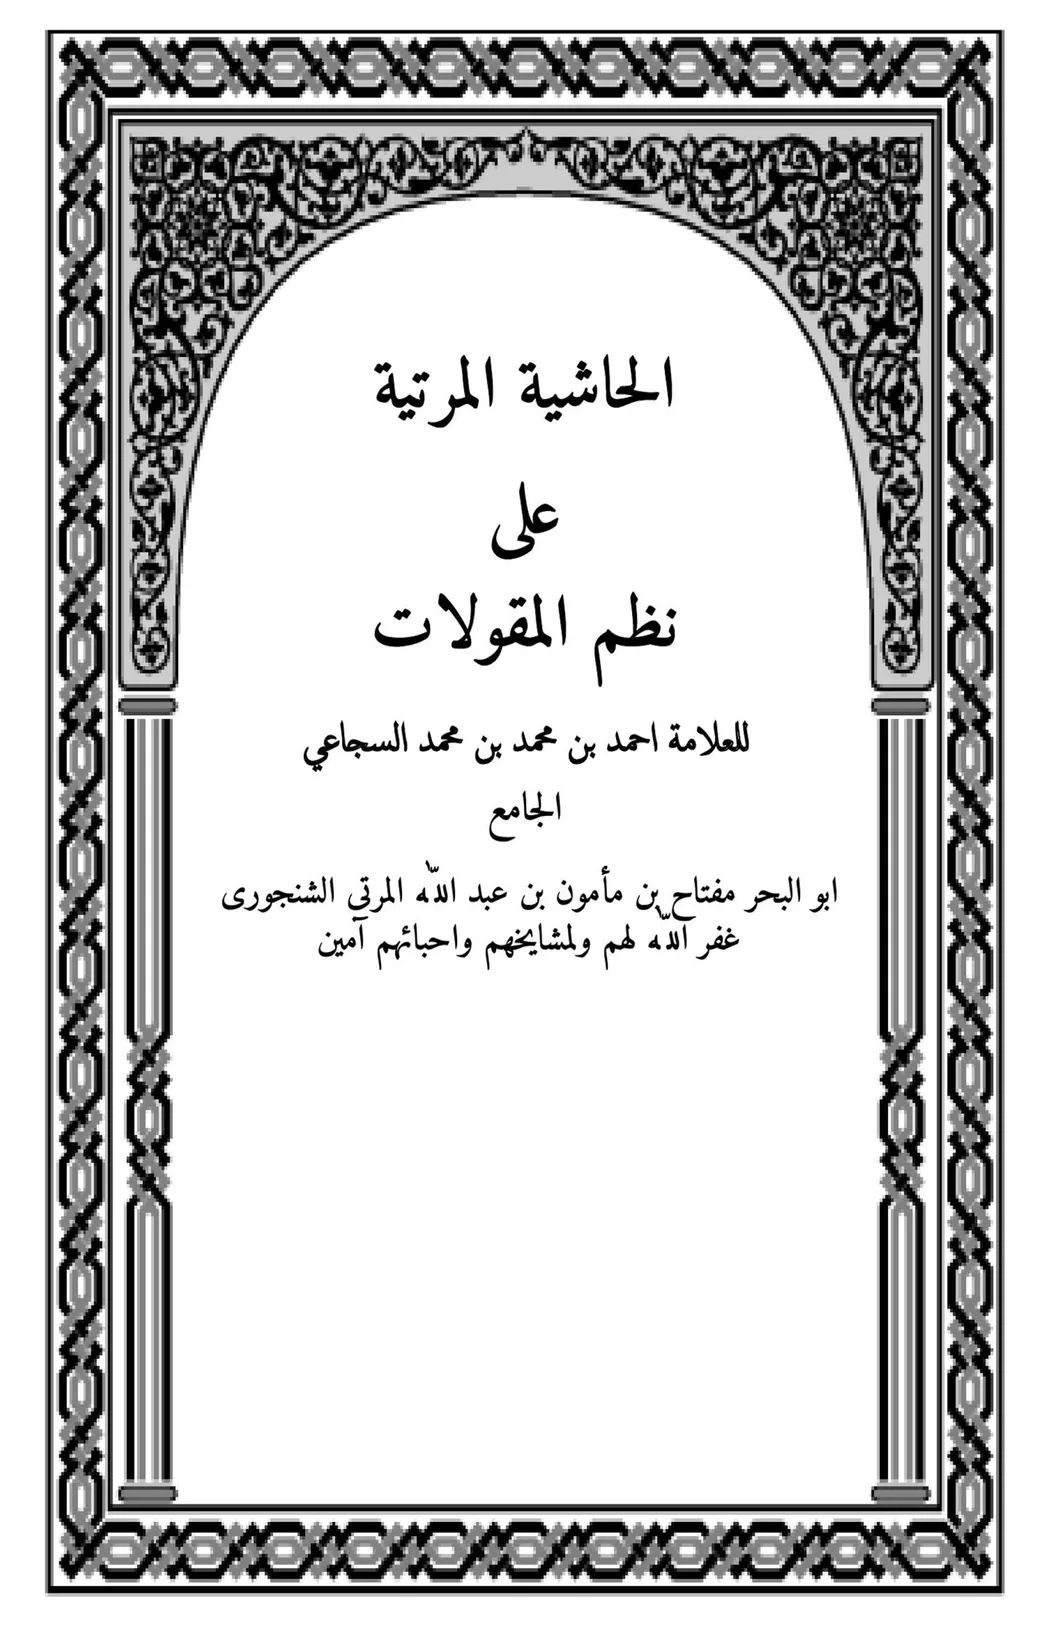 الحاشية المرتية
على
نظم المقولات
للعلامة احمد بن محمد بن محمد السجاعي
الجامع
ابو البحر مفتاح بن مأمون بن عبد الله المرتى الشنجورى
غفر الله لهم ولمشايخهم واحبائهم آمين